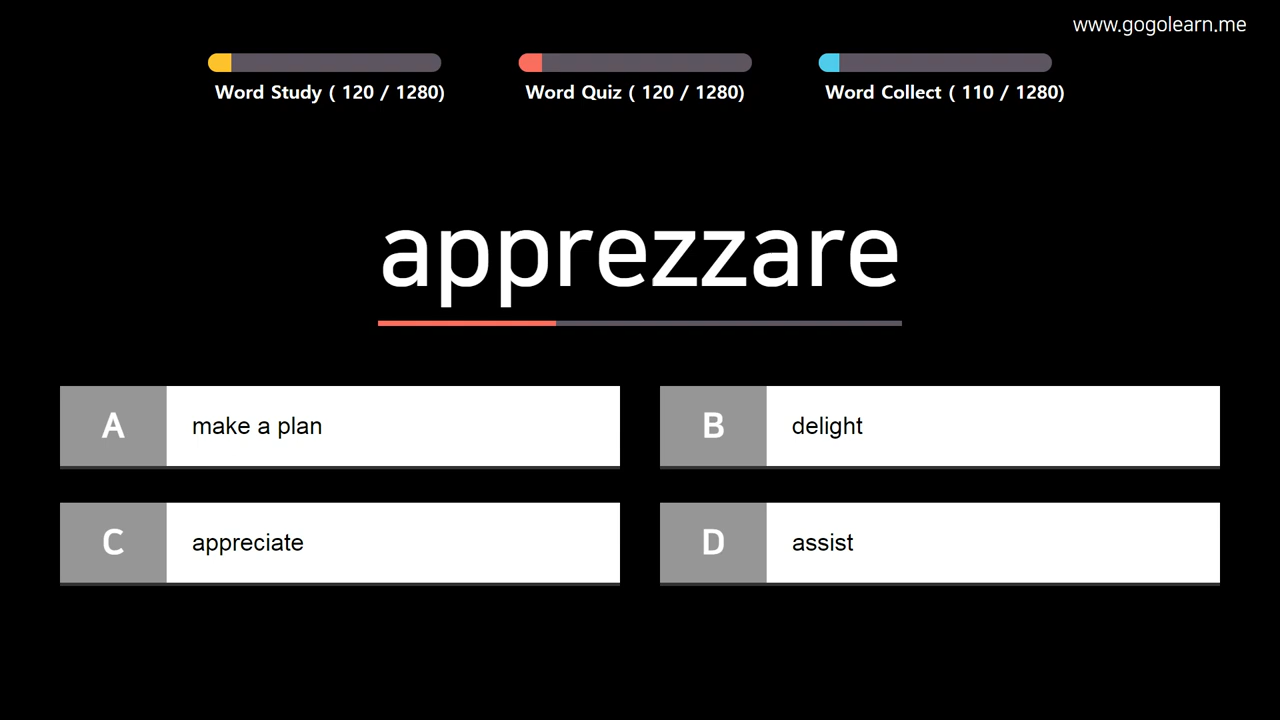 www.gogolearn.me
Word Study ( 120 / 1280)
Word Quiz ( 120 / 1280)
Word Collect ( 110 / 1280)
apprezzare
A make a plan
B delight
C appreciate
D assist